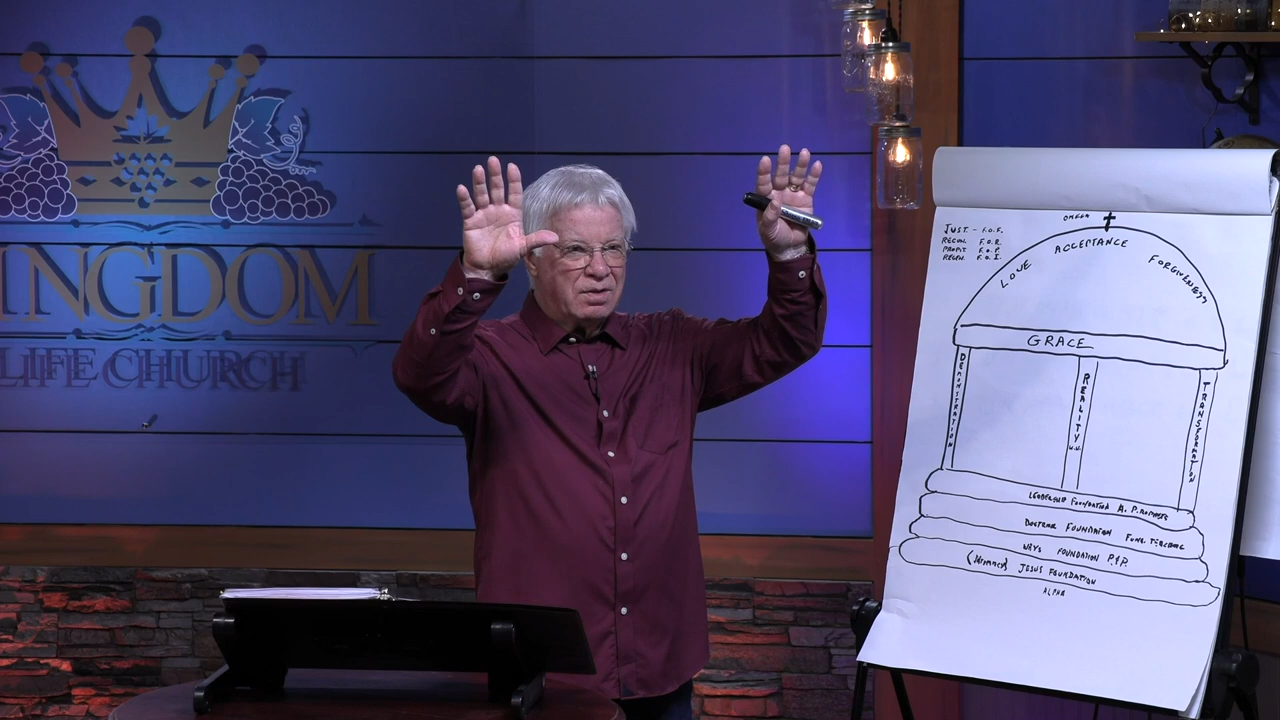 INGDOM
LIFE CHURCH
OMEGA
JUST. - F.O.F.
RECON. F.O.R.
PROPIT. F.O.P.
REGEN. F.O.I.
LOVE ACCEPTANCE FORGIVENESS
GRACE
DEMONSTRATION
REALITY
TRANSFORMATION
LEADERSHIP FOUNDATION
DOCTRINE FOUNDATION
WAYS FOUNDATION P&P.
JESUS FOUNDATION
ALPHA